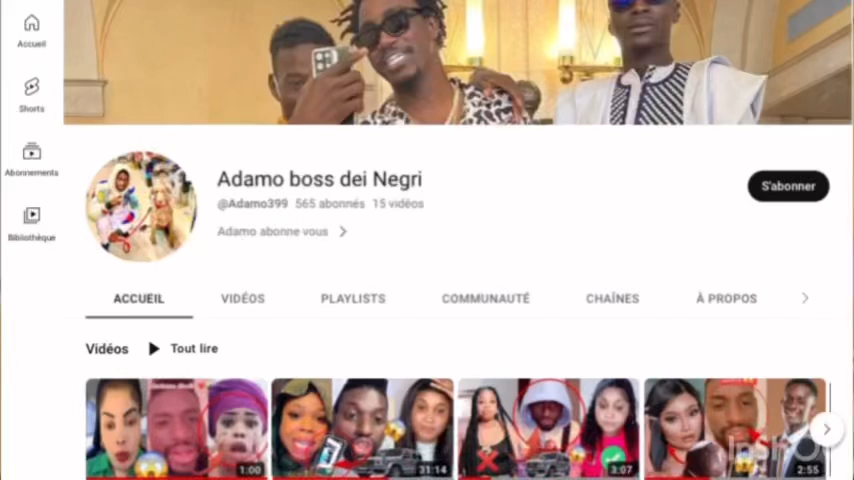 Accueil
Shorts
Abonnements
Bibliothèque
Adamo boss dei Negri
@Adamo399 565 abonnés 15 vidéos
Adamo abonne vous
S'abonner
ACCUEIL VIDÉOS PLAYLISTS COMMUNAUTÉ CHAÎNES À PROPOS
Vidéos Tout lire
1:00
31:14
3:07
2:55
InShOt